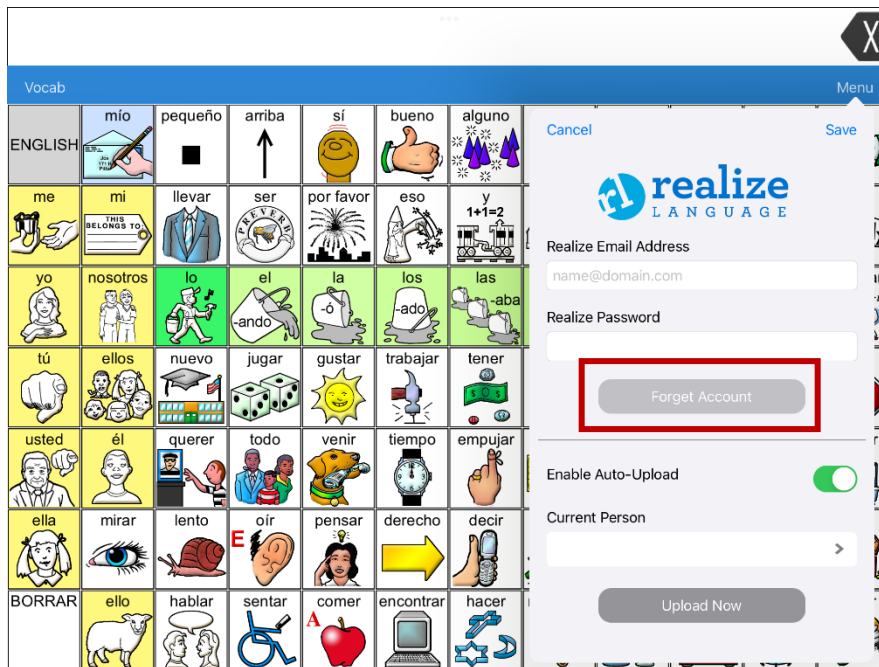 X
Vocab
Menu
ENGLISH
mío
pequeño
arriba
sí
bueno
alguno
me
mi
THIS
BELONGS TO
llevar
ser
PREVERB
por favor
eso
y
1+1=2
yo
nosotros
lo
el
-ando
la
-ó
los
-ado
las
-aba
tú
ellos
nuevo
jugar
gustar
trabajar
tener
usted
él
querer
todo
venir
tiempo
empujar
ella
mirar
lento
oír
E
pensar
derecho
decir
BORRAR
ello
hablar
sentar
comer
A
encontrar
hacer
Cancel
Save
rl realize
LANGUAGE
Realize Email Address
name@domain.com
Realize Password
Forget Account
Enable Auto-Upload
Current Person
Upload Now